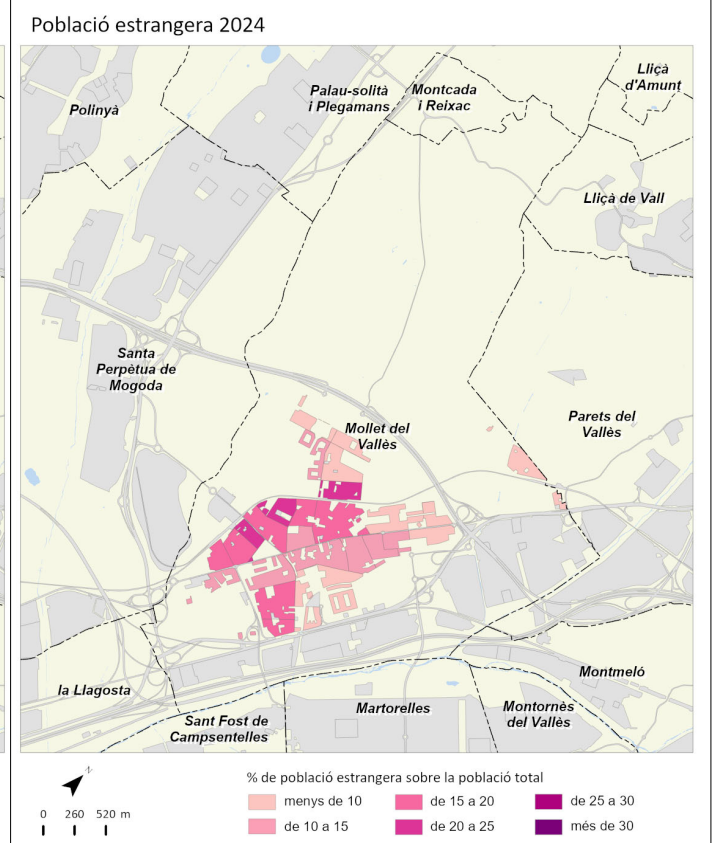 Població estrangera 2024
Lliçà
d'Amunt
Palau-solità
i Plegamans
Montcada
i Reixac
Polinyà
Lliçà de Vall
Santa
Perpètua de
Mogoda
Parets del
Vallès
Mollet del
Vallès
Montmeló
la Llagosta
Martorelles
Montornès
del Vallès
Sant Fost de
Campsentelles
N
0 260 520 m
% de població estrangera sobre la població total
menys de 10
de 15 a 20
de 25 a 30
de 10 a 15
de 20 a 25
més de 30